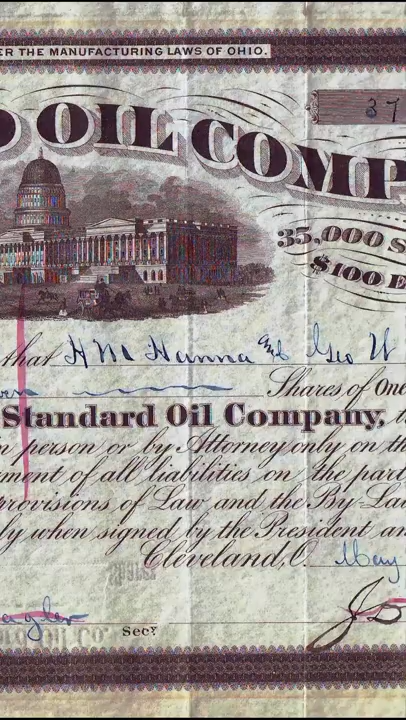 ER THE MANUFACTURING LAWS OF OHIO.
37
D OIL COMP
35,000 S
$100 E
that H M Hanna and Geo W
Shares of One
Standard Oil Company, t
in person or by Attorney only on th
ment of all liabilities on the part
provisions of Law and the By-La
ly when signed by the President an
Cleveland, O. May
agler Secy